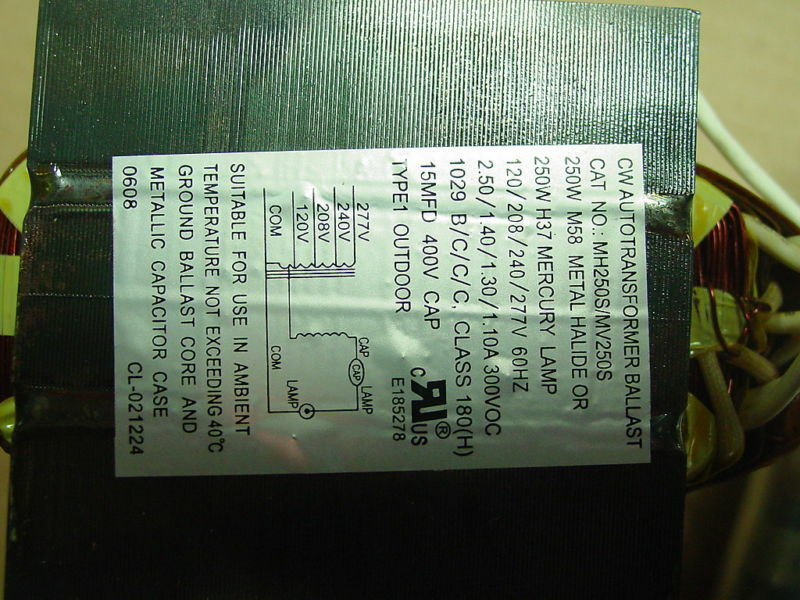 CW AUTOTRANSFORMER BALLAST
CAT NO.: MH250S/MV250S
250W M58 METAL HALIDE OR
250W H37 MERCURY LAMP
120/208/240/277V 60HZ
2.50/1.40/1.30/1.10A 300VOC
1029 B/C/C/C, CLASS 180(H)
15MFD 400V CAP
TYPE1 OUTDOOR
c RU ® US
E185278
277V
240V
208V
120V
COM
CAP
CAP
LAMP
COM
LAMP
SUITABLE FOR USE IN AMBIENT
TEMPERATURE NOT EXCEEDING 40℃
GROUND BALLAST CORE AND
METALLIC CAPACITOR CASE
0608
CL-021224